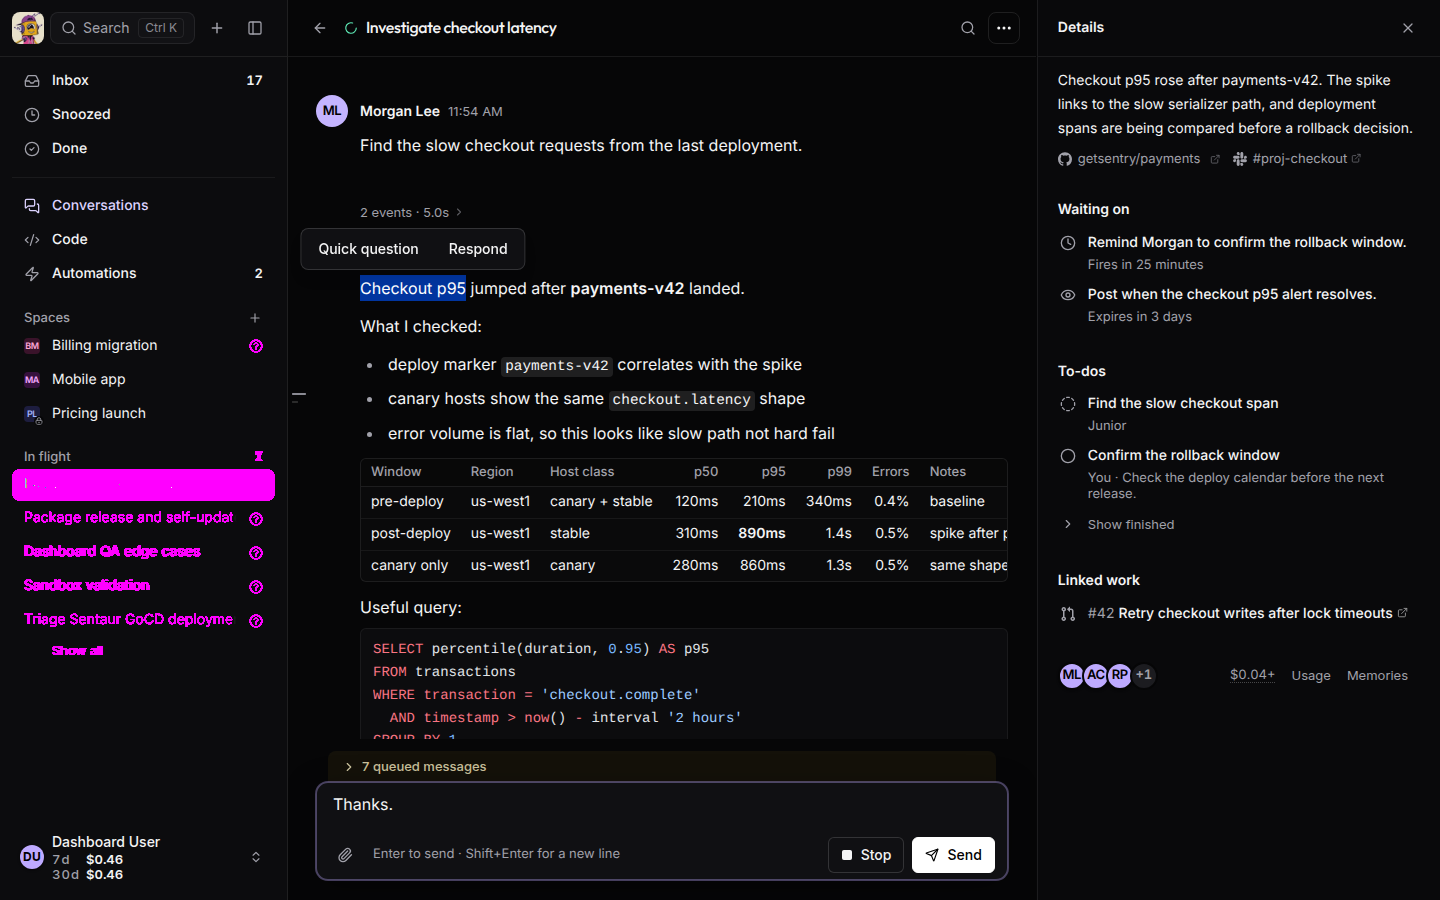 Search Ctrl K
Inbox 17
Snoozed
Done
Conversations
Code
Automations 2
Spaces
BM Billing migration
MA Mobile app
PL Pricing launch
In flight
Package release and self-updat
Dashboard QA edge cases
Sandbox validation
Triage Sentaur GoCD deployme
Show all
DU Dashboard User
7d $0.46
30d $0.46
Investigate checkout latency
ML Morgan Lee 11:54 AM
Find the slow checkout requests from the last deployment.
2 events · 5.0s
Quick question Respond
Checkout p95 jumped after payments-v42 landed.
What I checked:
deploy marker payments-v42 correlates with the spike
canary hosts show the same checkout.latency shape
error volume is flat, so this looks like slow path not hard fail
Window Region Host class p50 p95 p99 Errors Notes
pre-deploy us-west1 canary + stable 120ms 210ms 340ms 0.4% baseline
post-deploy us-west1 stable 310ms 890ms 1.4s 0.5% spike after p
canary only us-west1 canary 280ms 860ms 1.3s 0.5% same shape
Useful query:
SELECT percentile(duration, 0.95) AS p95
FROM transactions
WHERE transaction = 'checkout.complete'
AND timestamp > now() - interval '2 hours'
GROUP BY 1
7 queued messages
Thanks.
Enter to send · Shift+Enter for a new line
Stop Send
Details
Checkout p95 rose after payments-v42. The spike
links to the slow serializer path, and deployment
spans are being compared before a rollback decision.
getsentry/payments #proj-checkout
Waiting on
Remind Morgan to confirm the rollback window.
Fires in 25 minutes
Post when the checkout p95 alert resolves.
Expires in 3 days
To-dos
Find the slow checkout span
Junior
Confirm the rollback window
You · Check the deploy calendar before the next
release.
Show finished
Linked work
#42 Retry checkout writes after lock timeouts
ML AC RP +1 $0.04+ Usage Memories